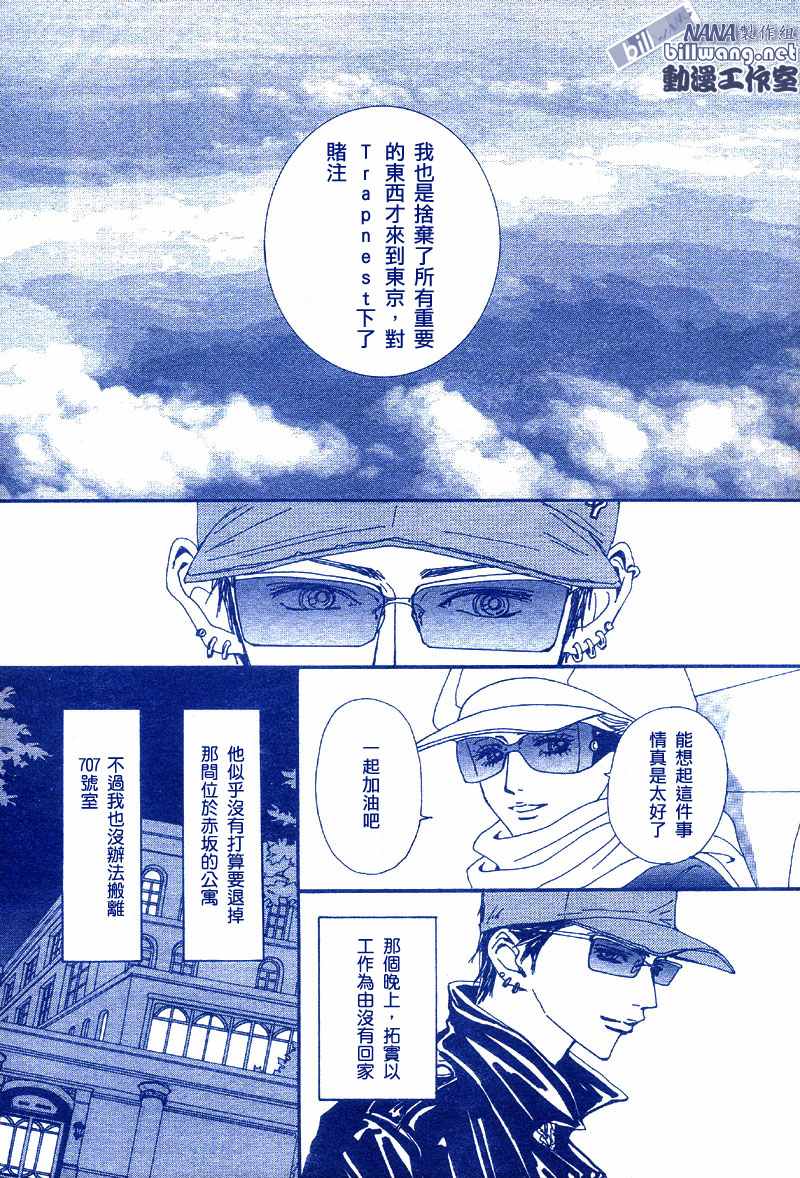 bill
NANA製作組
billwang.net
動漫工作室
我也是捨棄了所有重要
的東西才來到東京，對
Trapnest下了
賭注
能想起這件事
情真是太好了
一起加油吧
那個晚上，拓實以
工作為由沒有回家
他似乎沒有打算要退掉
那間位於赤坂的公寓
不過我也沒辦法搬離
707號室